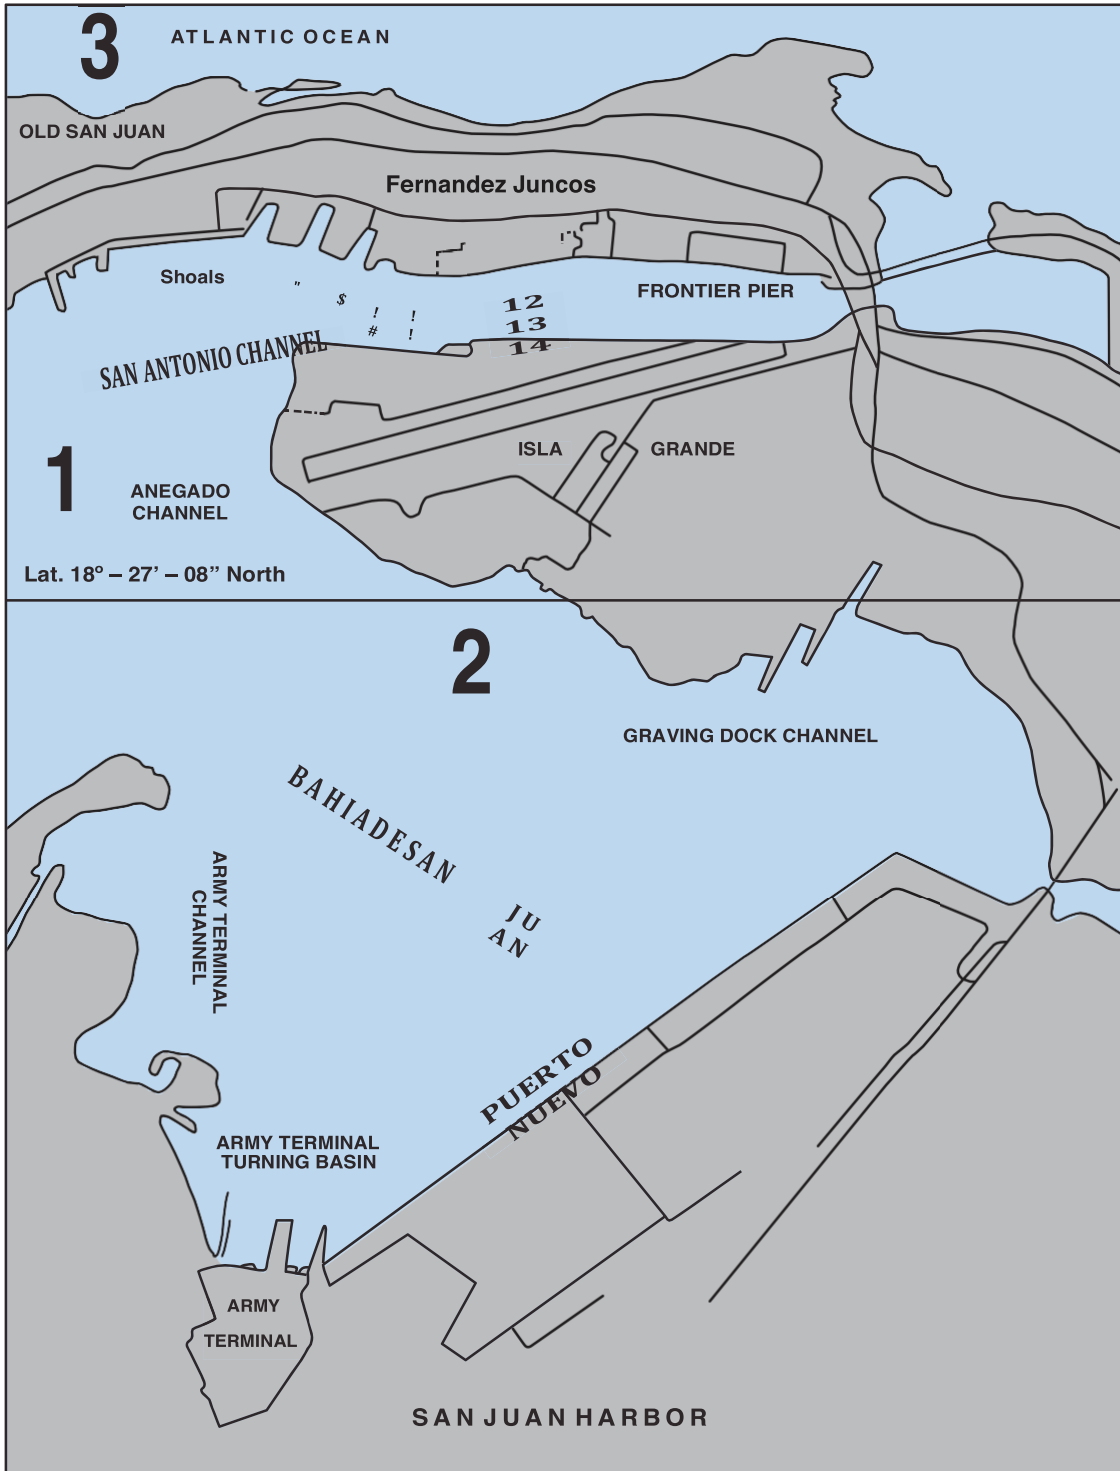 3
ATLANTIC OCEAN
OLD SAN JUAN
Fernandez Juncos
Shoals
" $ ! !
# !
12
13
14
FRONTIER PIER
SAN ANTONIO CHANNEL
1
ISLA GRANDE
ANEGADO
CHANNEL
Lat. 18º – 27’ – 08” North
2
GRAVING DOCK CHANNEL
BAHIADESAN
JU
AN
ARMY TERMINAL
CHANNEL
PUERTO
NUEVO
ARMY TERMINAL
TURNING BASIN
ARMY
TERMINAL
SAN JUAN HARBOR